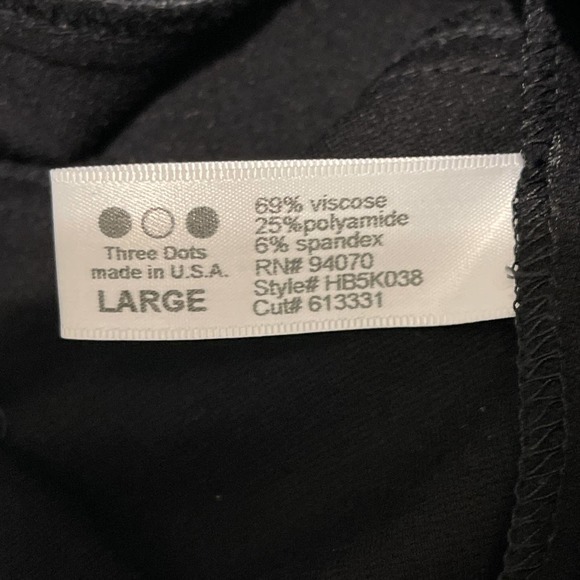 Three Dots
made in U.S.A.
LARGE
69% viscose
25%polyamide
6% spandex
RN# 94070
Style# HB5K038
Cut# 613331